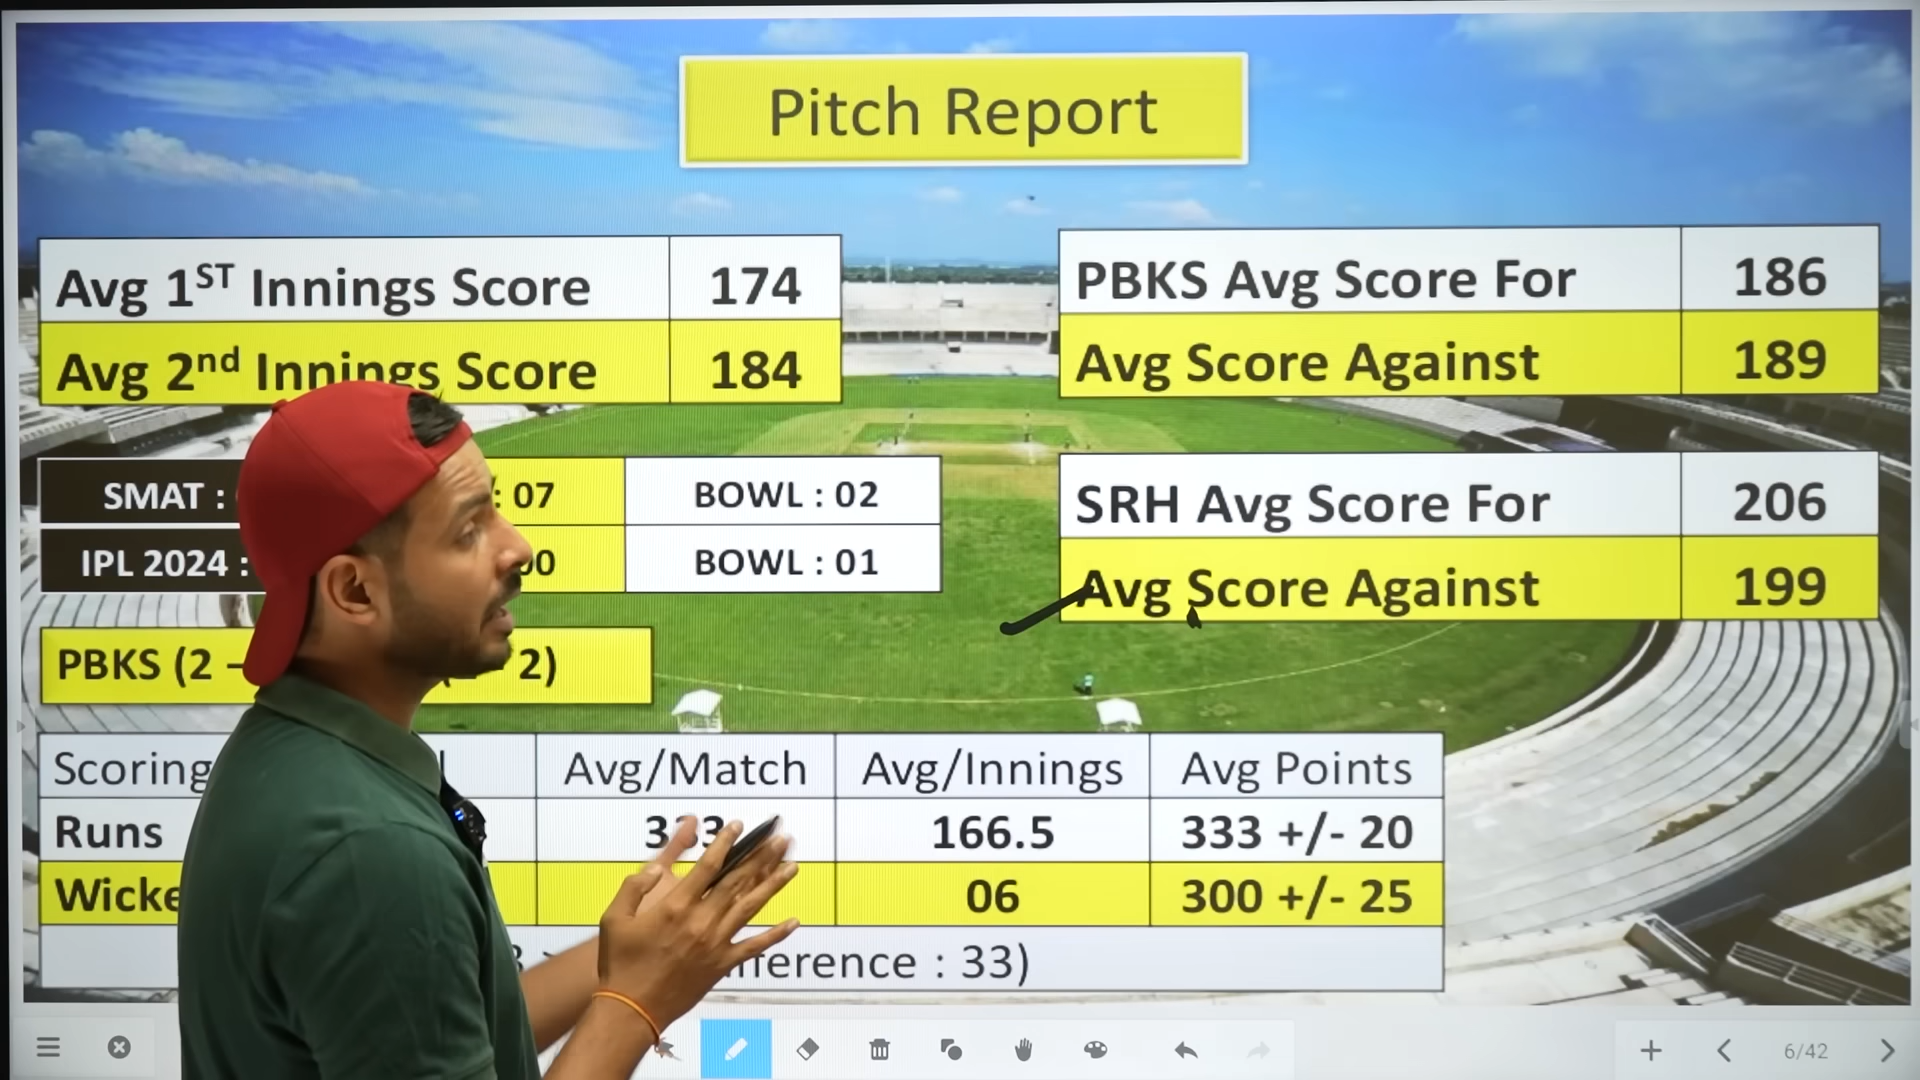 Pitch Report
Avg 1ST Innings Score 174
Avg 2nd Innings Score 184
PBKS Avg Score For 186
Avg Score Against 189
SMAT : : 07 BOWL : 02
IPL 2024 : 00 BOWL : 01
SRH Avg Score For 206
Avg Score Against 199
PBKS (2 – 2)
Scoring Avg/Match Avg/Innings Avg Points
Runs 333 166.5 333 +/- 20
06 300 +/- 25
: 33)
6/42